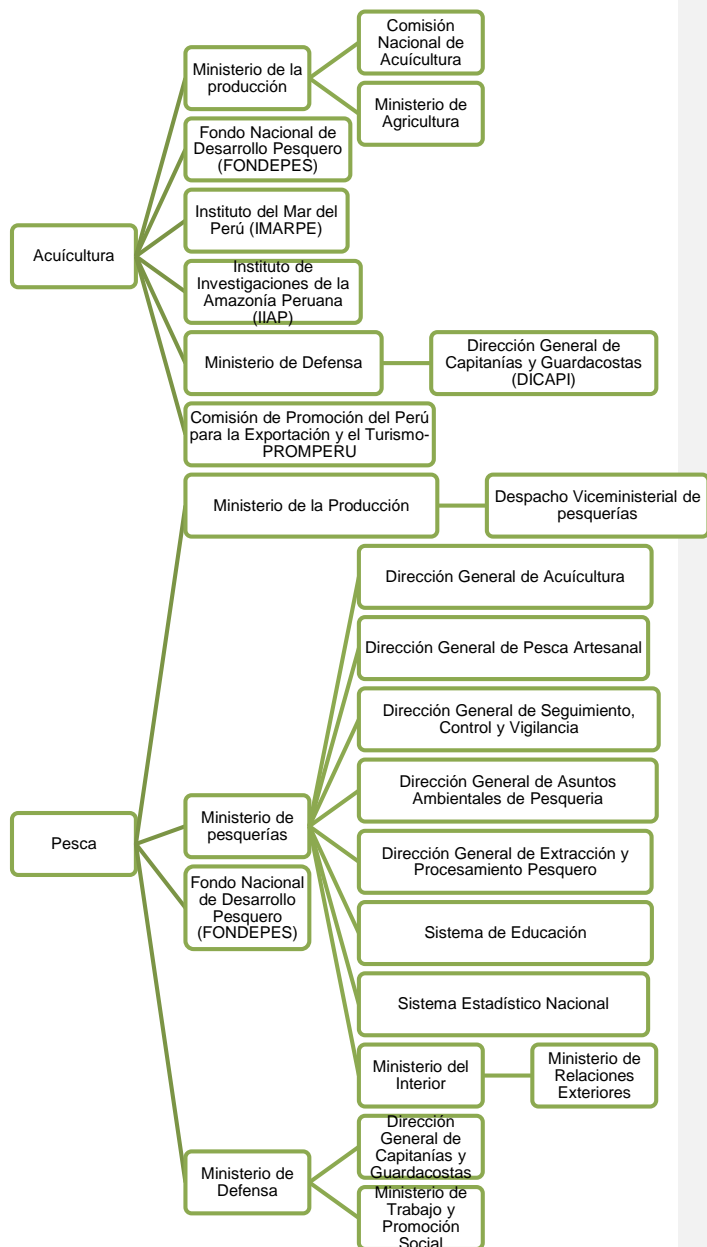 Comisión
Nacional de
Acuícultura
Ministerio de la
producción
Ministerio de
Agricultura
Fondo Nacional de
Desarrollo Pesquero
(FONDEPES)
Acuícultura
Instituto del Mar del
Perú (IMARPE)
Instituto de
Investigaciones de la
Amazonía Peruana
(IIAP)
Ministerio de Defensa
Dirección General de
Capitanías y Guardacostas
(DICAPI)
Comisión de Promoción del Perú
para la Exportación y el Turismo-
PROMPERU
Ministerio de la Producción
Despacho Viceministerial de
pesquerías
Dirección General de Acuícultura
Dirección General de Pesca Artesanal
Dirección General de Seguimiento,
Control y Vigilancia
Dirección General de Asuntos
Ambientales de Pesqueria
Pesca
Ministerio de
pesquerías
Dirección General de Extracción y
Procesamiento Pesquero
Fondo Nacional
de Desarrollo
Pesquero
(FONDEPES)
Sistema de Educación
Sistema Estadístico Nacional
Ministerio del
Interior
Ministerio de
Relaciones
Exteriores
Dirección
General de
Capitanías y
Guardacostas
Ministerio de
Defensa
Ministerio de
Trabajo y
Promoción
Social